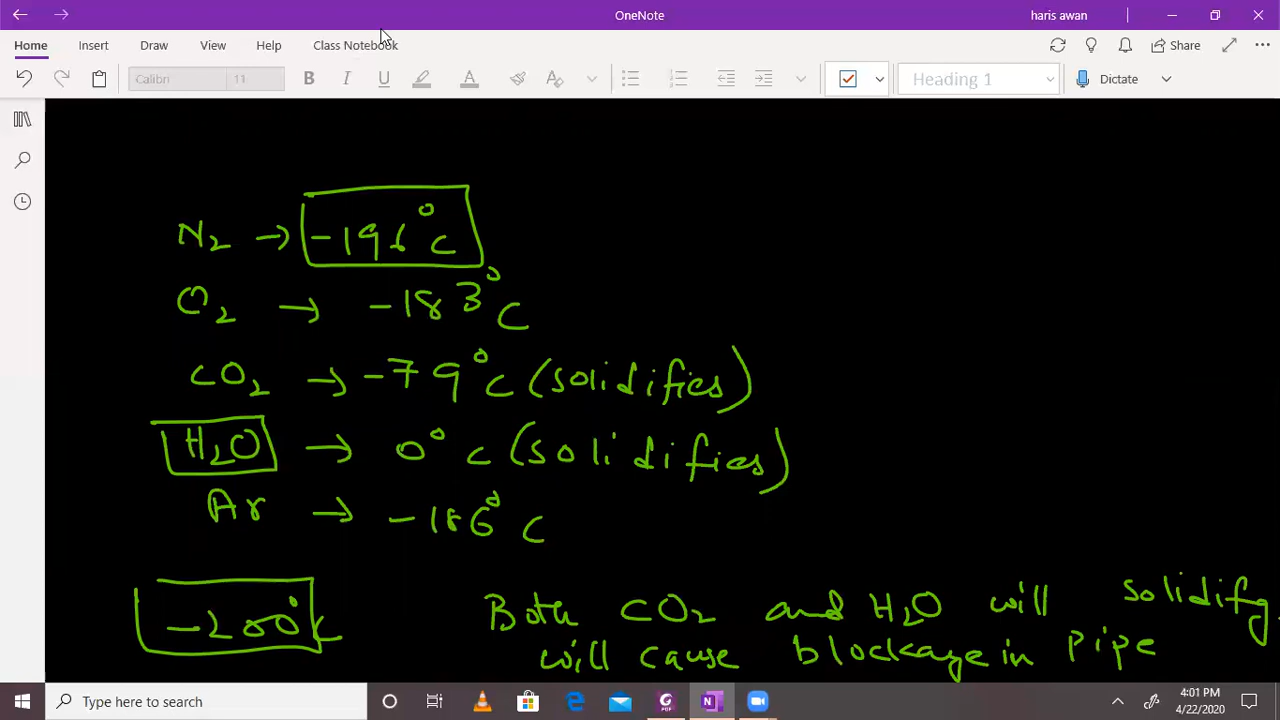 OneNote
haris awan
Home Insert Draw View Help Class Notebook Share
Calibri 11 B I U A Heading 1 Dictate
N2 → -196°C
O2 → -183°C
CO2 → -79°C (solidifies)
H2O → 0°C (solidifies)
Ar → -186°C
-200°C
Both CO2 and H2O will solidify
will cause blockage in pipe
Type here to search
4:01 PM
4/22/2020